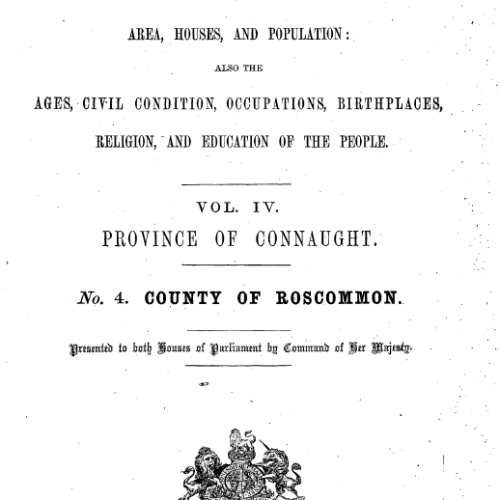 AREA, HOUSES, AND POPULATION:
ALSO THE
AGES, CIVIL CONDITION, OCCUPATIONS, BIRTHPLACES,
RELIGION, AND EDUCATION OF THE PEOPLE.
VOL. IV.
PROVINCE OF CONNAUGHT.
No. 4. COUNTY OF ROSCOMMON.
Presented to both Houses of Parliament by Command of Her Majesty.